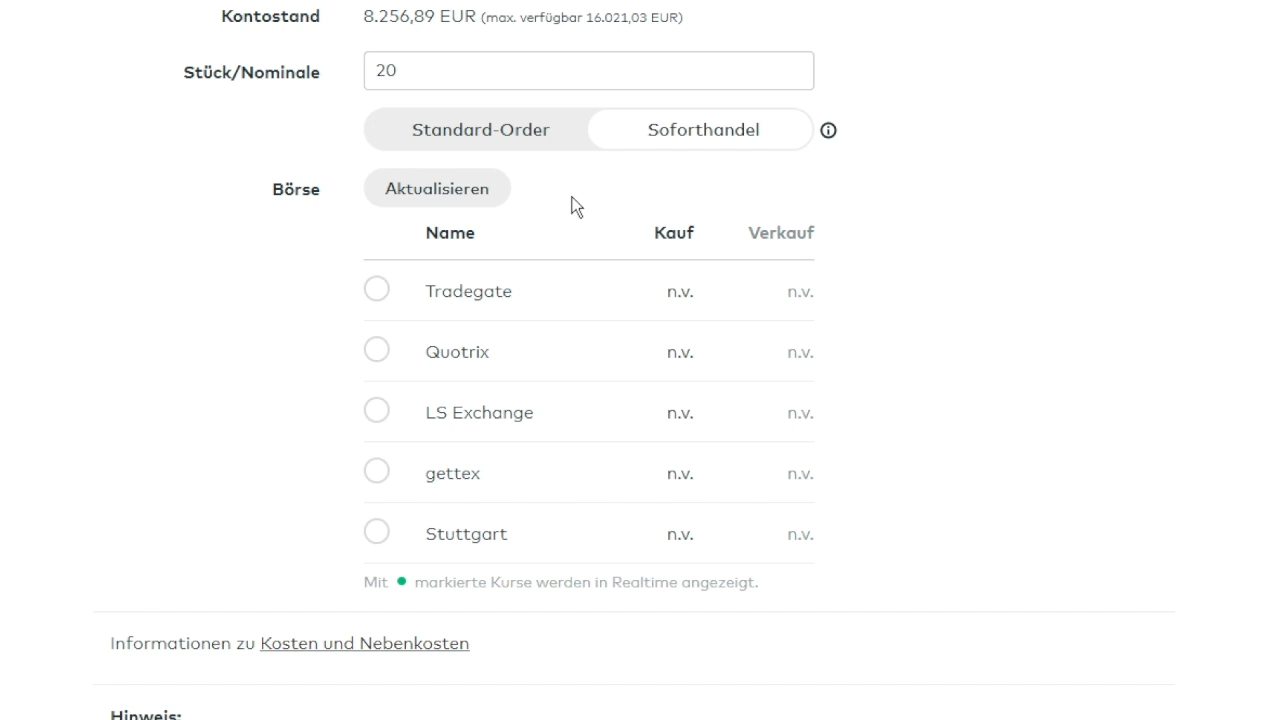 Kontostand 8.256,89 EUR (max. verfügbar 16.021,03 EUR)
Stück/Nominale 20
Standard-Order Soforthandel
Börse Aktualisieren
Name Kauf Verkauf
Tradegate n.v. n.v.
Quotrix n.v. n.v.
LS Exchange n.v. n.v.
gettex n.v. n.v.
Stuttgart n.v. n.v.
Mit ● markierte Kurse werden in Realtime angezeigt.
Informationen zu Kosten und Nebenkosten
Hinweis: